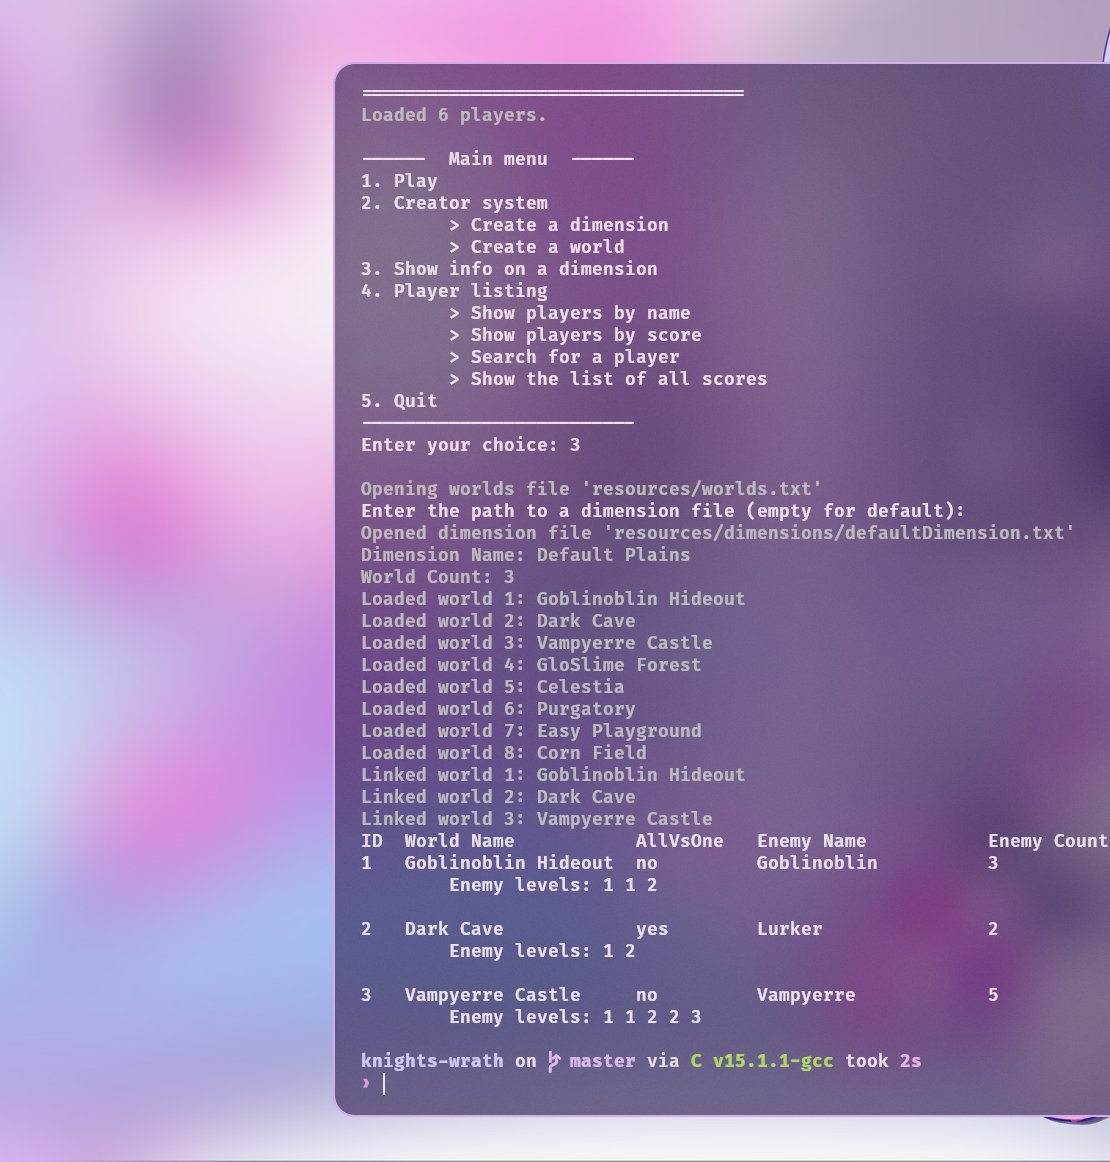 Loaded 6 players.
—————— Main menu ——————
1. Play
2. Creator system
> Create a dimension
> Create a world
3. Show info on a dimension
4. Player listing
> Show players by name
> Show players by score
> Search for a player
> Show the list of all scores
5. Quit
Enter your choice: 3
Opening worlds file 'resources/worlds.txt'
Enter the path to a dimension file (empty for default):
Opened dimension file 'resources/dimensions/defaultDimension.txt'
Dimension Name: Default Plains
World Count: 3
Loaded world 1: Goblinoblin Hideout
Loaded world 2: Dark Cave
Loaded world 3: Vampyerre Castle
Loaded world 4: GloSlime Forest
Loaded world 5: Celestia
Loaded world 6: Purgatory
Loaded world 7: Easy Playground
Loaded world 8: Corn Field
Linked world 1: Goblinoblin Hideout
Linked world 2: Dark Cave
Linked world 3: Vampyerre Castle
ID World Name AllVsOne Enemy Name Enemy Count
1 Goblinoblin Hideout no Goblinoblin 3
Enemy levels: 1 1 2
2 Dark Cave yes Lurker 2
Enemy levels: 1 2
3 Vampyerre Castle no Vampyerre 5
Enemy levels: 1 1 2 2 3
knights-wrath on master via C v15.1.1-gcc took 2s
›